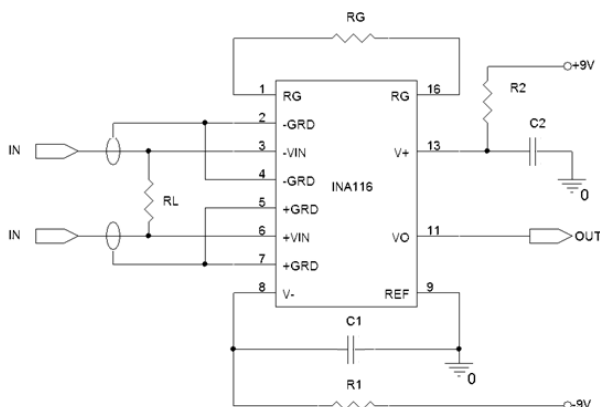 RG
1
RG
RG
16
+9V
R2
2
-GRD
C2
IN
3
-VIN
V+
13
4
-GRD
0
RL
INA116
5
+GRD
IN
6
+VIN
VO
11
OUT
7
+GRD
8
V-
REF
9
C1
0
R1
-9V